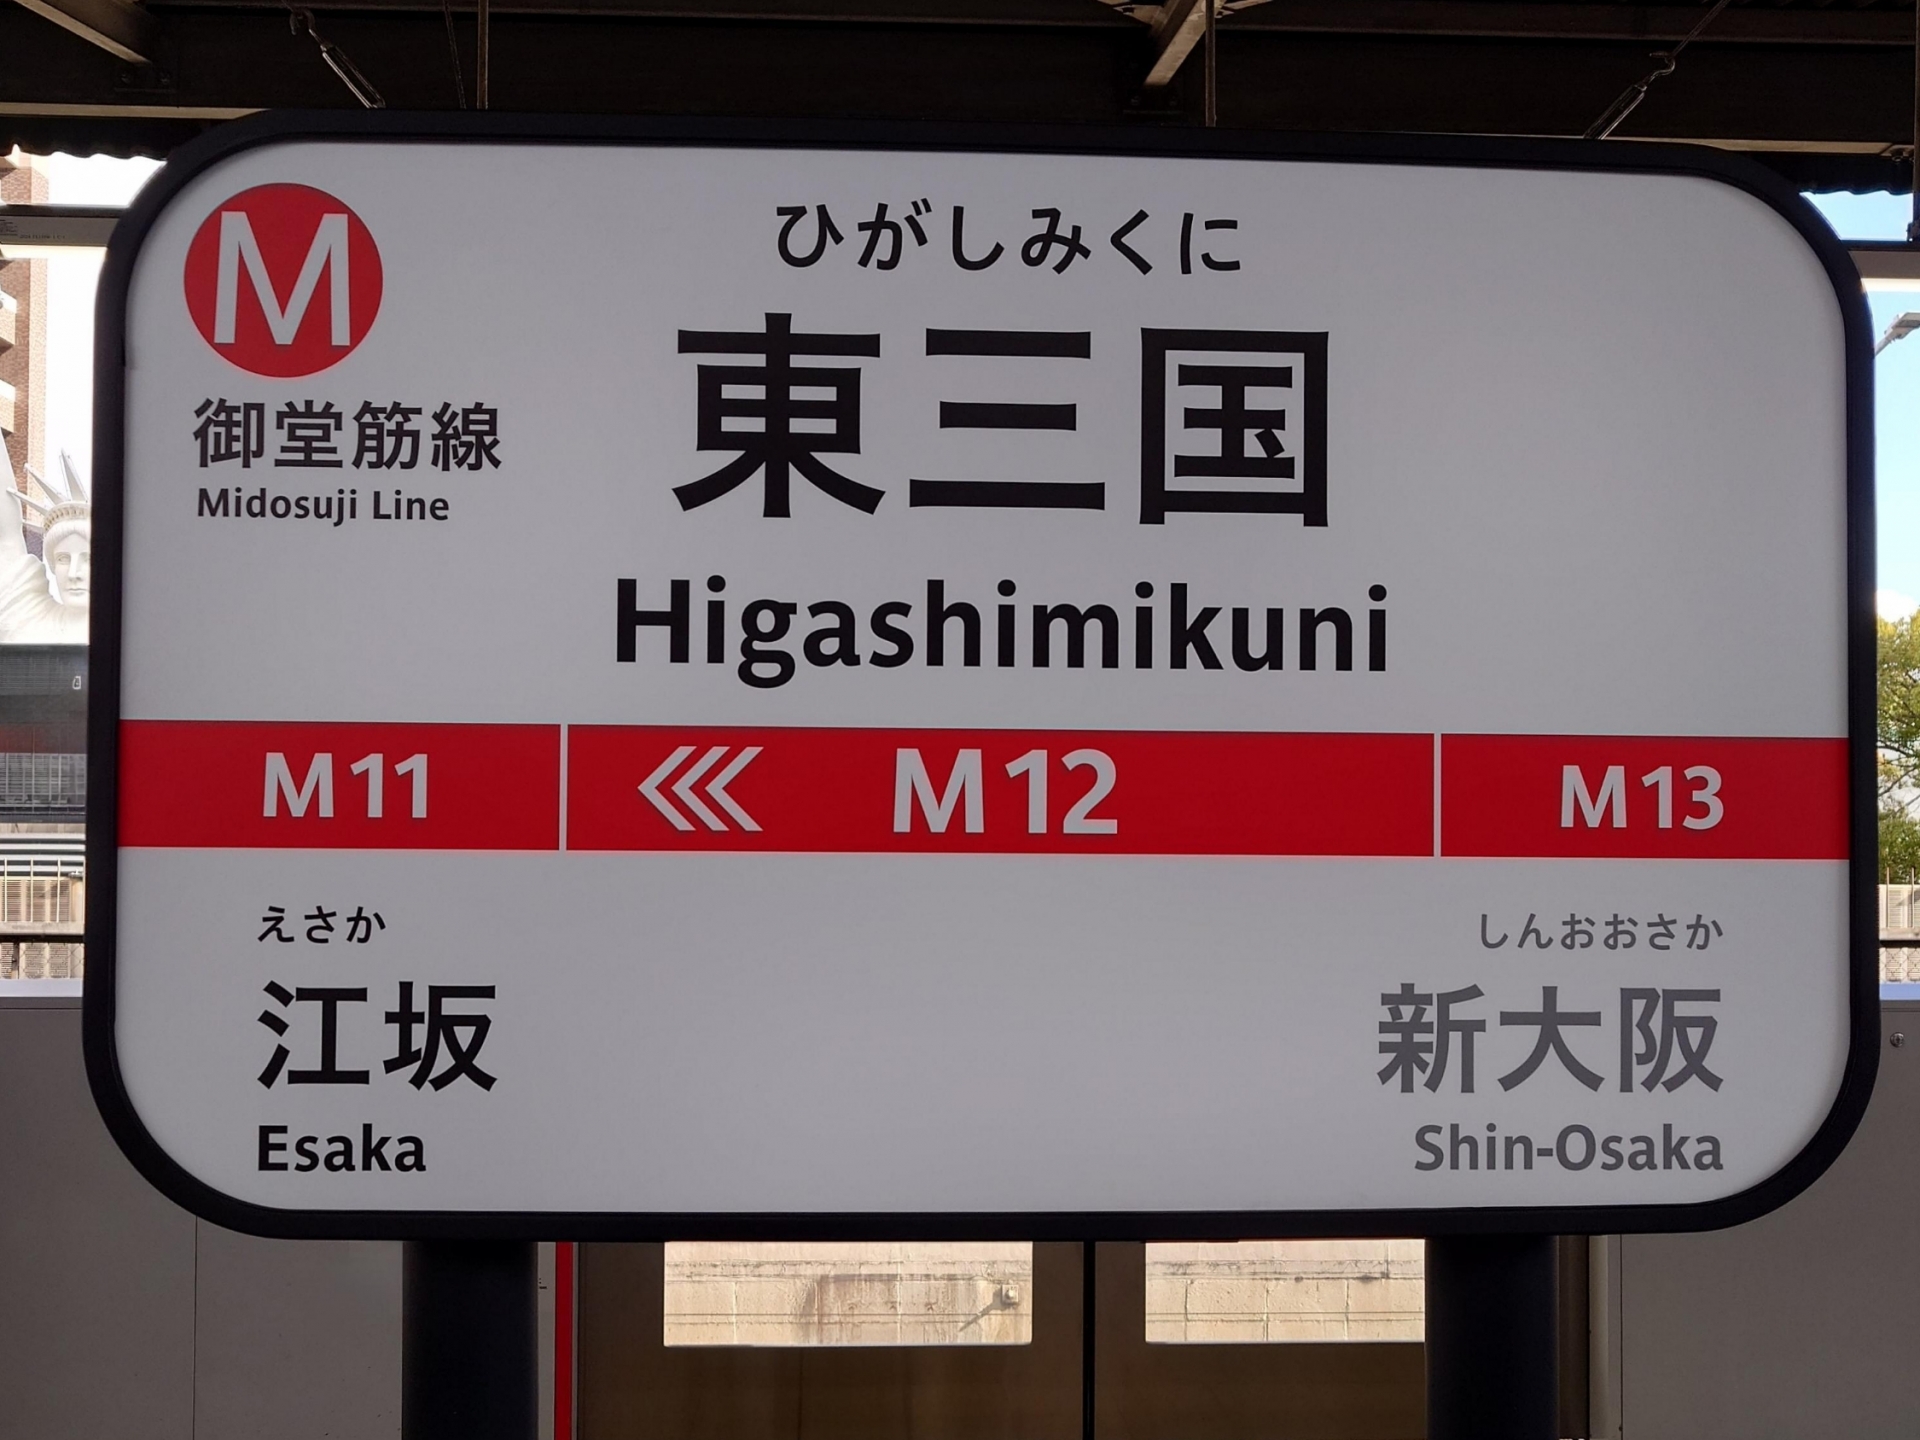 M
御堂筋線
Midosuji Line
ひがしみくに
東三国
Higashimikuni
M11
M12
M13
えさか
江坂
Esaka
しんおおさか
新大阪
Shin-Osaka